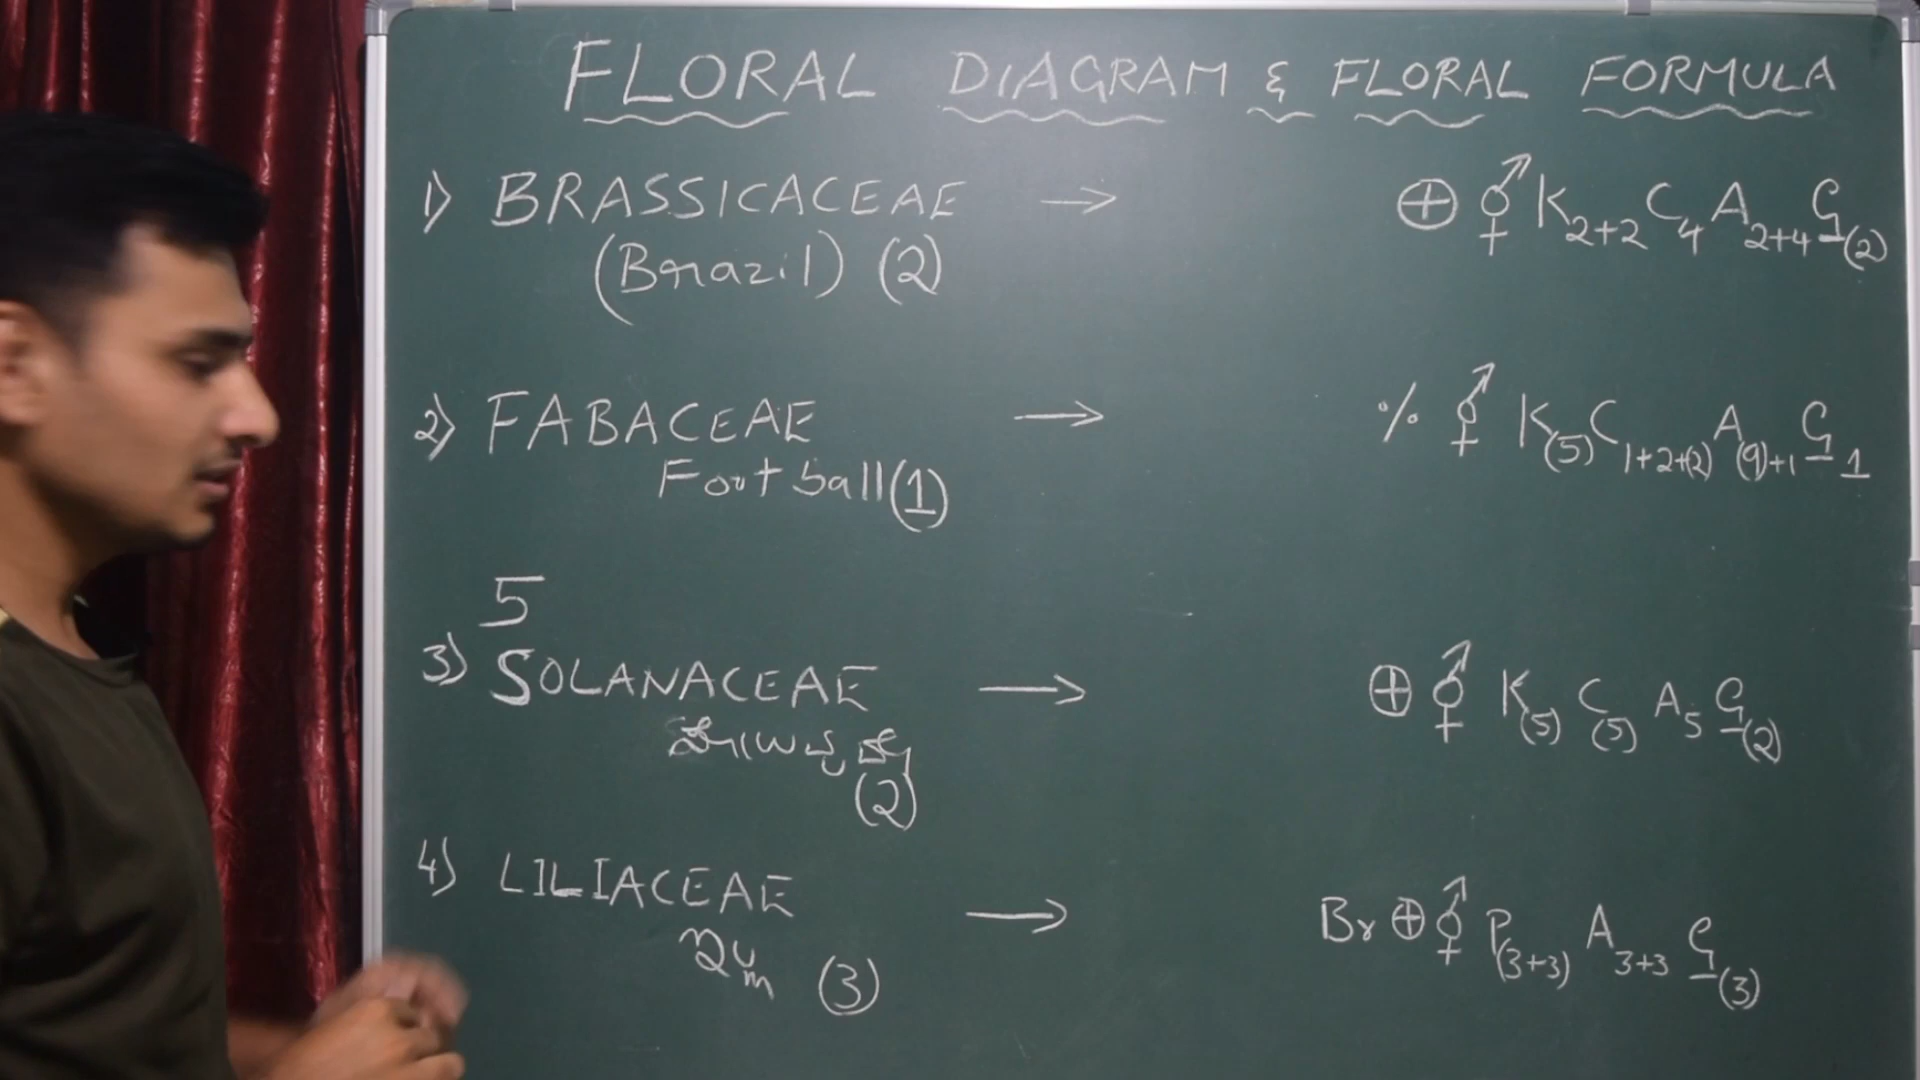 FLORAL DIAGRAM & FLORAL FORMULA
1) BRASSICACEAE → ⊕ ⚥ K2+2 C4 A2+4 G(2)
(Brazil) (2)
2) FABACEAE → % ⚥ K(5) C1+2+(2) A(9)+1 G 1
Foot ball (1)
5
3) SOLANACEAE → ⊕ ⚥ K(5) C(5) A5 G(2)
(2)
4) LILIACEAE → Br ⊕ ⚥ P(3+3) A3+3 G(3)
(3)